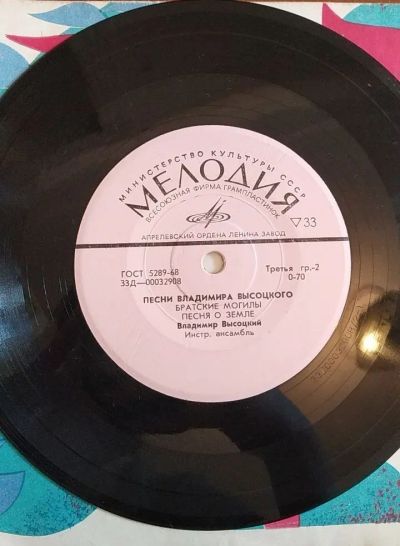 МИНИСТЕРСТВО КУЛЬТУРЫ СССР
МЕЛОДИЯ
ВСЕСОЮЗНАЯ ФИРМА ГРАМПЛАСТИНОК
▽33
АПРЕЛЕВСКИЙ ОРДЕНА ЛЕНИНА ЗАВОД
ГОСТ 5289-68
Третья гр.-2
33Д—00032908
0-70
ПЕСНИ ВЛАДИМИРА ВЫСОЦКОГО
БРАТСКИЕ МОГИЛЫ
ПЕСНЯ О ЗЕМЛЕ
Владимир Высоцкий
Инстр. ансамбль